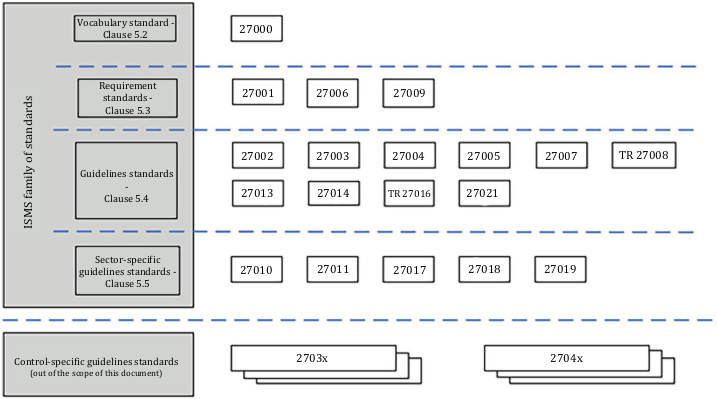 ISMS family of standards
Vocabulary standard -
Clause 5.2
27000
Requirement
standards -
Clause 5.3
27001 27006 27009
Guidelines standards
-
Clause 5.4
27002 27003 27004 27005 27007 TR 27008
27013 27014 TR 27016 27021
Sector-specific
guidelines standards -
Clause 5.5
27010 27011 27017 27018 27019
Control-specific guidelines standards
(out of the scope of this document)
2703x 2704x